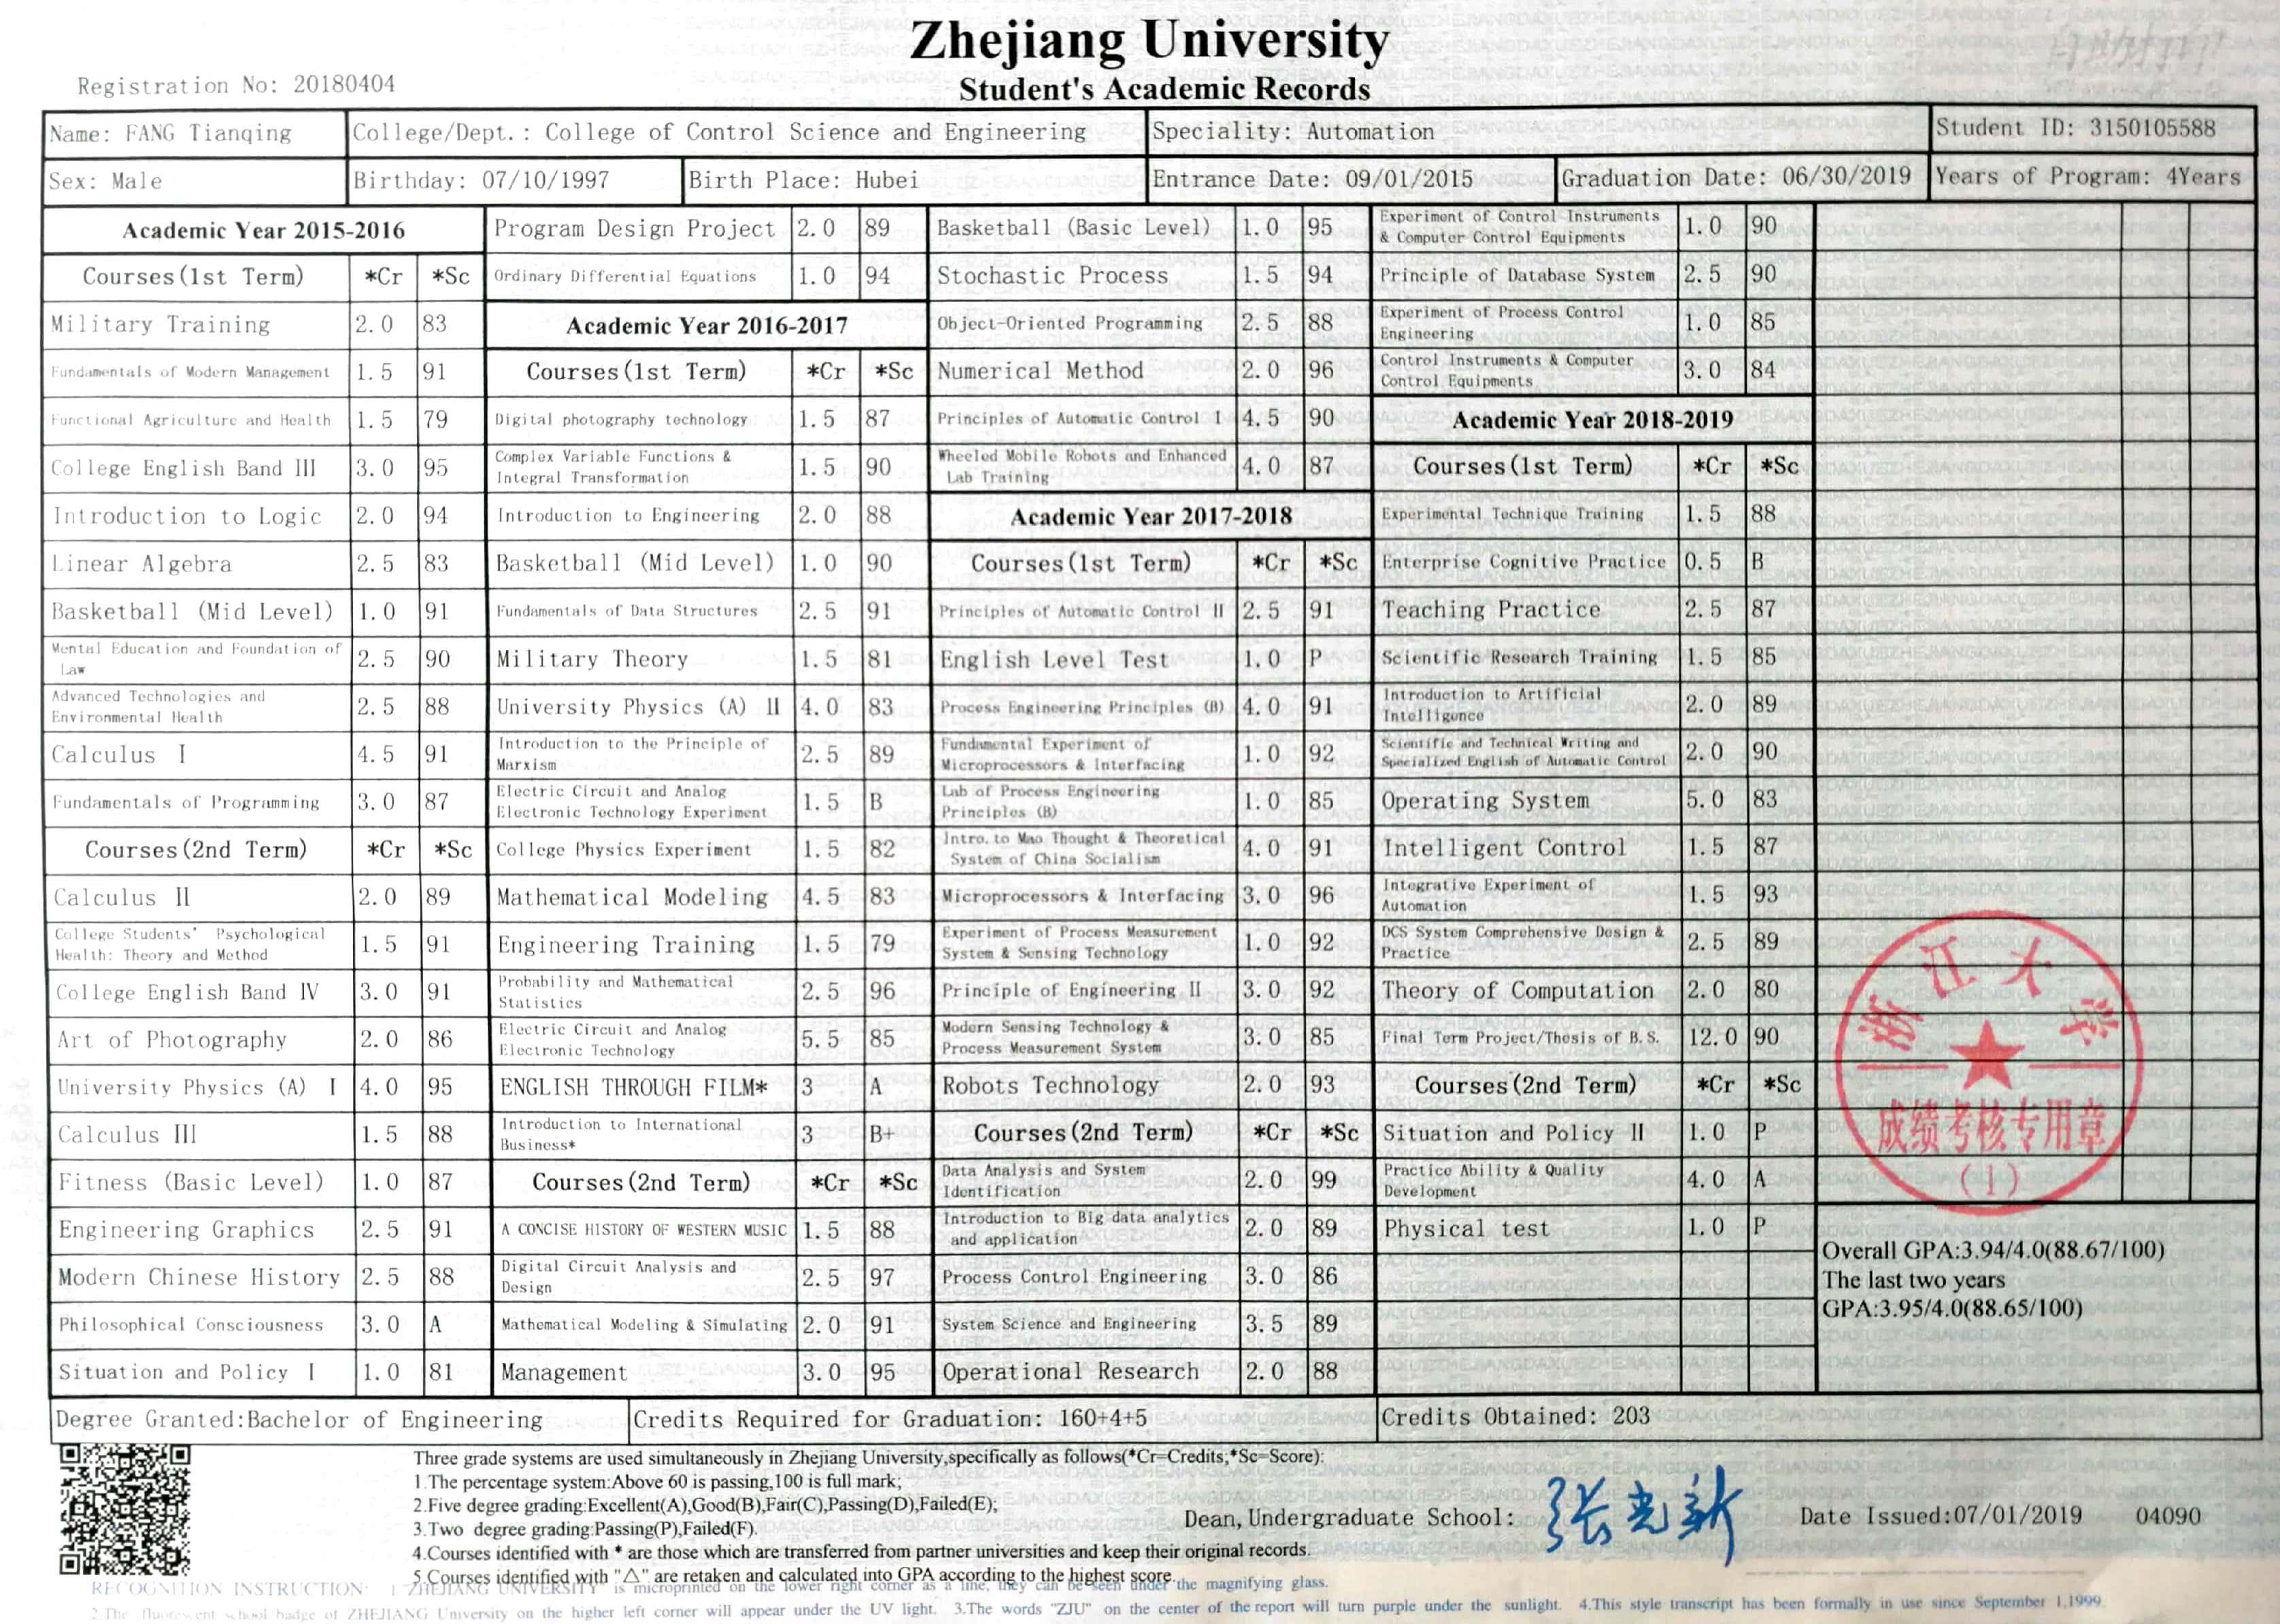 Zhejiang University
Student's Academic Records
Registration No: 20180404
Name: FANG Tianqing College/Dept.: College of Control Science and Engineering Speciality: Automation Student ID: 3150105588
Sex: Male Birthday: 07/10/1997 Birth Place: Hubei Entrance Date: 09/01/2015 Graduation Date: 06/30/2019 Years of Program: 4Years
Academic Year 2015-2016
Courses(1st Term) *Cr *Sc
Military Training 2.0 83
Fundamentals of Modern Management 1.5 91
Functional Agriculture and Health 1.5 79
College English Band III 3.0 95
Introduction to Logic 2.0 94
Linear Algebra 2.5 83
Basketball (Mid Level) 1.0 91
Mental Education and Foundation of
Law 2.5 90
Advanced Technologies and
Environmental Health 2.5 88
Calculus I 4.5 91
Fundamentals of Programming 3.0 87
Courses(2nd Term) *Cr *Sc
Calculus II 2.0 89
College Students' Psychological
Health: Theory and Method 1.5 91
College English Band IV 3.0 91
Art of Photography 2.0 86
University Physics (A) I 4.0 95
Calculus III 1.5 88
Fitness (Basic Level) 1.0 87
Engineering Graphics 2.5 91
Modern Chinese History 2.5 88
Philosophical Consciousness 3.0 A
Situation and Policy I 1.0 81
Program Design Project 2.0 89
Ordinary Differential Equations 1.0 94
Academic Year 2016-2017
Courses(1st Term) *Cr *Sc
Digital photography technology 1.5 87
Complex Variable Functions &
Integral Transformation 1.5 90
Introduction to Engineering 2.0 88
Basketball (Mid Level) 1.0 90
Fundamentals of Data Structures 2.5 91
Military Theory 1.5 81
University Physics (A) II 4.0 83
Introduction to the Principle of
Marxism 2.5 89
Electric Circuit and Analog
Electronic Technology Experiment 1.5 B
College Physics Experiment 1.5 82
Mathematical Modeling 4.5 83
Engineering Training 1.5 79
Probability and Mathematical
Statistics 2.5 96
Electric Circuit and Analog
Electronic Technology 5.5 85
ENGLISH THROUGH FILM* 3 A
Introduction to International
Business* 3 B+
Courses(2nd Term) *Cr *Sc
A CONCISE HISTORY OF WESTERN MUSIC 1.5 88
Digital Circuit Analysis and
Design 2.5 97
Mathematical Modeling & Simulating 2.0 91
Management 3.0 95
Basketball (Basic Level) 1.0 95
Stochastic Process 1.5 94
Object-Oriented Programming 2.5 88
Numerical Method 2.0 96
Principles of Automatic Control I 4.5 90
Wheeled Mobile Robots and Enhanced
Lab Training 4.0 87
Academic Year 2017-2018
Courses(1st Term) *Cr *Sc
Principles of Automatic Control II 2.5 91
English Level Test 1.0 P
Process Engineering Principles (B) 4.0 91
Fundamental Experiment of
Microprocessors & Interfacing 1.0 92
Lab of Process Engineering
Principles (B) 1.0 85
Intro. to Mao Thought & Theoretical
System of China Socialism 4.0 91
Microprocessors & Interfacing 3.0 96
Experiment of Process Measurement
System & Sensing Technology 1.0 92
Principle of Engineering II 3.0 92
Modern Sensing Technology &
Process Measurement System 3.0 85
Robots Technology 2.0 93
Courses(2nd Term) *Cr *Sc
Data Analysis and System
Identification 2.0 99
Introduction to Big data analytics
and application 2.0 89
Process Control Engineering 3.0 86
System Science and Engineering 3.5 89
Operational Research 2.0 88
Experiment of Control Instruments
& Computer Control Equipments 1.0 90
Principle of Database System 2.5 90
Experiment of Process Control
Engineering 1.0 85
Control Instruments & Computer
Control Equipments 3.0 84
Academic Year 2018-2019
Courses(1st Term) *Cr *Sc
Experimental Technique Training 1.5 88
Enterprise Cognitive Practice 0.5 B
Teaching Practice 2.5 87
Scientific Research Training 1.5 85
Introduction to Artificial
Intelligence 2.0 89
Scientific and Technical Writing and
Specialized English of Automatic Control 2.0 90
Operating System 5.0 83
Intelligent Control 1.5 87
Integrative Experiment of
Automation 1.5 93
DCS System Comprehensive Design &
Practice 2.5 89
Theory of Computation 2.0 80
Final Term Project/Thesis of B.S. 12.0 90
Courses(2nd Term) *Cr *Sc
Situation and Policy II 1.0 P
Practice Ability & Quality
Development 4.0 A
Physical test 1.0 P
浙江大学
成绩考核专用章
(1)
Overall GPA:3.94/4.0(88.67/100)
The last two years
GPA:3.95/4.0(88.65/100)
Degree Granted:Bachelor of Engineering Credits Required for Graduation: 160+4+5 Credits Obtained: 203
Three grade systems are used simultaneously in Zhejiang University,specifically as follows(*Cr=Credits;*Sc=Score):
1.The percentage system:Above 60 is passing,100 is full mark;
2.Five degree grading:Excellent(A),Good(B),Fair(C),Passing(D),Failed(E);
3.Two degree grading:Passing(P),Failed(F).
4.Courses identified with * are those which are transferred from partner universities and keep their original records.
5.Courses identified with "△" are retaken and calculated into GPA according to the highest score.
Dean, Undergraduate School: 张光新 Date Issued:07/01/2019 04090
RECOGNITION INSTRUCTION: 1."ZHEJIANG UNIVERSITY" is microprinted on the lower right corner as a line, they can be seen under the magnifying glass.
2.The fluorescent school badge of ZHEJIANG University on the higher left corner will appear under the UV light. 3.The words "ZJU" on the center of the report will turn purple under the sunlight. 4.This style transcript has been formally in use since September 1,1999.